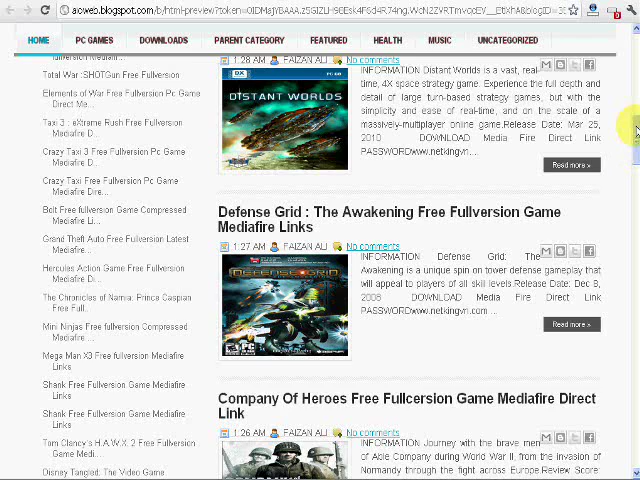 aioweb.blogspot.com/b/html-preview?token=
HOME PC GAMES DOWNLOADS PARENT CATEGORY FEATURED HEALTH MUSIC UNCATEGORIZED
Total War :SHOTGun Free Fullversion
Elements of War Free Fullversion Pc Game
Direct Me...
Taxi 3 : eXtreme Rush Free Fullversion
Mediafire D...
Crazy Taxi 3 Free Fullversion Pc Game
Mediafire D...
Crazy Taxi Free Fullversion Pc Game
Mediafire Dire...
Bolt Free fullversion Game Compressed
Mediafire Li...
Grand Theft Auto Free Fullversion Latest
Mediafire...
Hercules Action Game Free Fullversion
Mediafire D...
The Chronicles of Narnia: Prince Caspian
Free Full...
Mini Ninjas Free fullversion Compressed
Mediafire ...
Mega Man X3 Free fullversion Mediafire
Links
Shank Free Fullversion Game Mediafire
Links
Shank Free Fullversion Game Mediafire
Links
Tom Clancy's H.A.W.X. 2 Free Fullversion
Game Medi...
Disney Tangled: The Video Game
1:28 AM FAIZAN ALI No comments
DISTANT WORLDS
INFORMATION Distant Worlds is a vast, real-
time, 4X space strategy game. Experience the full depth and
detail of large turn-based strategy games, but with the
simplicity and ease of real-time, and on the scale of a
massively-multiplayer online game.Release Date: Mar 25,
2010 DOWNLOAD Media Fire Direct Link
PASSWORDwww.netkingvn...
Read more »
Defense Grid : The Awakening Free Fullversion Game
Mediafire Links
1:27 AM FAIZAN ALI No comments
DEFENSE GRID
INFORMATION Defense Grid: The
Awakening is a unique spin on tower defense gameplay that
will appeal to players of all skill levels.Release Date: Dec 8,
2008 DOWNLOAD Media Fire Direct Link
PASSWORDwww.netkingvn.com ...
Read more »
Company Of Heroes Free Fullcersion Game Mediafire Direct
Link
1:26 AM FAIZAN ALI No comments
INFORMATION Journey with the brave men
of Able Company during World War II, from the invasion of
Normandy through the fight across Europe.Review Score: